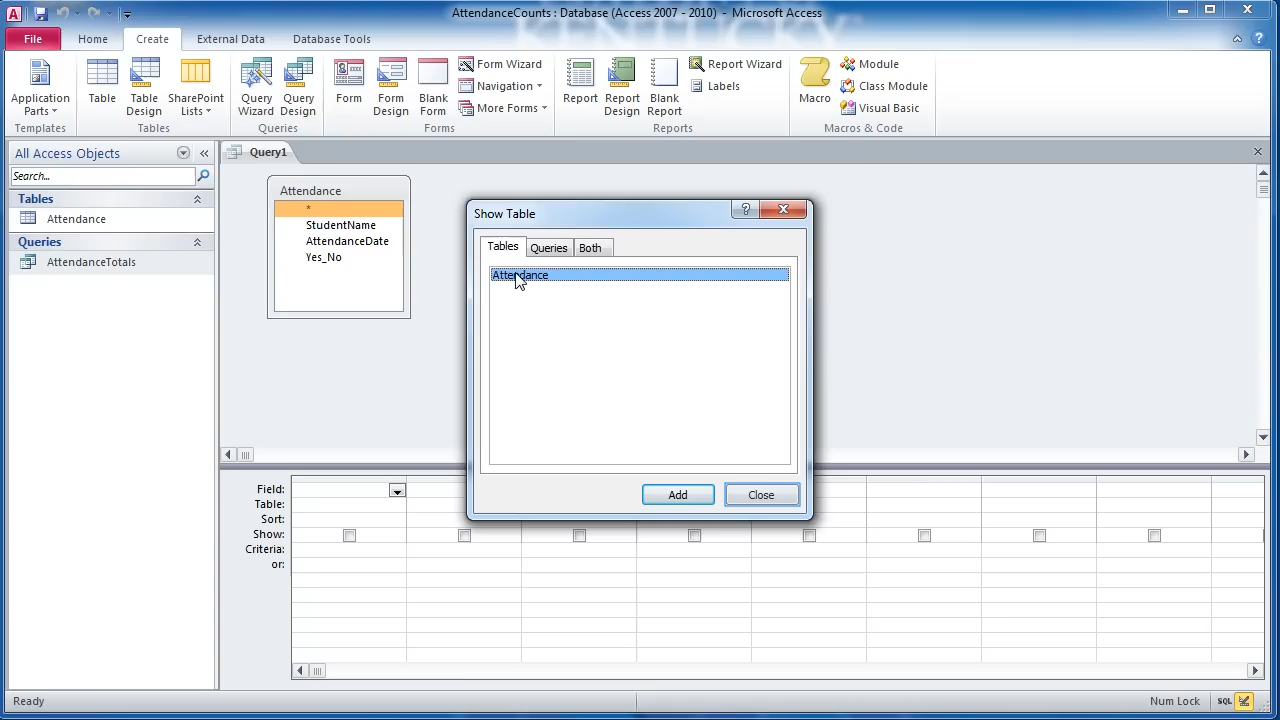 AttendanceCounts : Database (Access 2007 - 2010) - Microsoft Access
File Home Create External Data Database Tools
Application Parts
Table
Table Design
SharePoint Lists
Query Wizard
Query Design
Form
Form Design
Blank Form
Form Wizard
Navigation
More Forms
Report
Report Design
Blank Report
Report Wizard
Labels
Macro
Module
Class Module
Visual Basic
Templates Tables Queries Forms Reports Macros & Code
All Access Objects
Search...
Tables
Attendance
Queries
AttendanceTotals
Query1
Attendance
*
StudentName
AttendanceDate
Yes_No
Show Table
Tables Queries Both
Attendance
Add Close
Field:
Table:
Sort:
Show:
Criteria:
or:
Ready Num Lock SQL